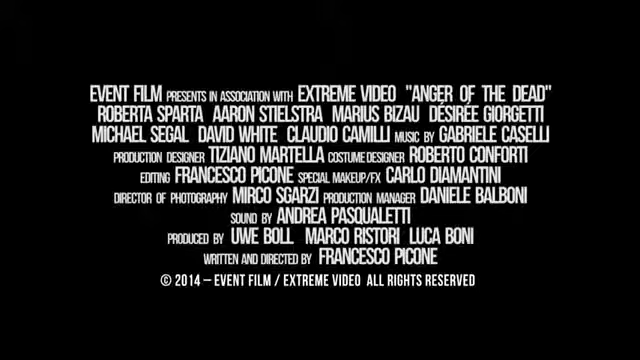 EVENT FILM PRESENTS IN ASSOCIATION WITH EXTREME VIDEO "ANGER OF THE DEAD"
ROBERTA SPARTA AARON STIELSTRA MARIUS BIZAU DÉSIRÉE GIORGETTI
MICHAEL SEGAL DAVID WHITE CLAUDIO CAMILLI MUSIC BY GABRIELE CASELLI
PRODUCTION DESIGNER TIZIANO MARTELLA COSTUME DESIGNER ROBERTO CONFORTI
EDITING FRANCESCO PICONE SPECIAL MAKEUP/FX CARLO DIAMANTINI
DIRECTOR OF PHOTOGRAPHY MIRCO SGARZI PRODUCTION MANAGER DANIELE BALBONI
SOUND BY ANDREA PASQUALETTI
PRODUCED BY UWE BOLL MARCO RISTORI LUCA BONI
WRITTEN AND DIRECTED BY FRANCESCO PICONE
© 2014 – EVENT FILM / EXTREME VIDEO ALL RIGHTS RESERVED